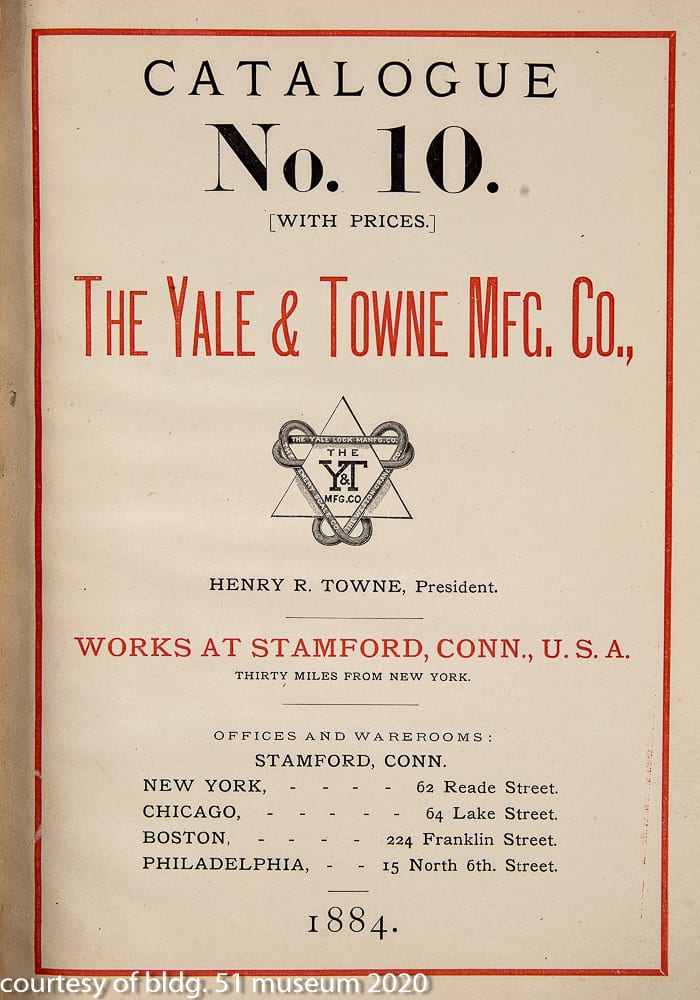 CATALOGUE
No. 10.
[WITH PRICES.]
THE YALE & TOWNE MFG. CO.,
THE YALE LOCK MANFG. CO.
THE
Y&T
MFG. CO
HENRY R. TOWNE, President.
WORKS AT STAMFORD, CONN., U. S. A.
THIRTY MILES FROM NEW YORK.
OFFICES AND WAREROOMS:
STAMFORD, CONN.
NEW YORK, - - - - 62 Reade Street.
CHICAGO, - - - - - 64 Lake Street.
BOSTON, - - - - 224 Franklin Street.
PHILADELPHIA, - - 15 North 6th. Street.
1884.
courtesy of bldg. 51 museum 2020